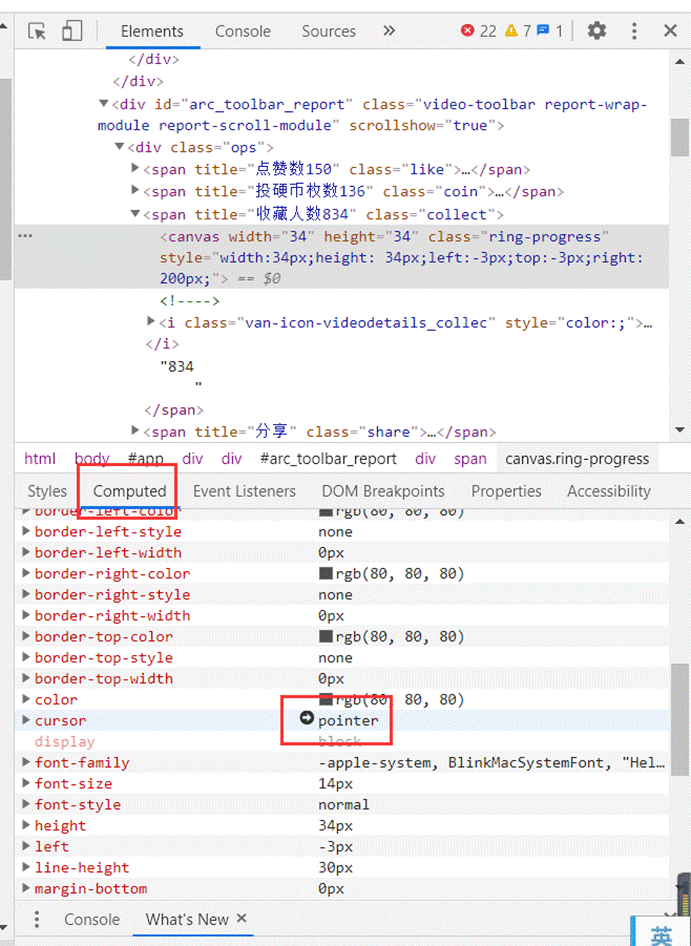 Elements Console Sources » 22 7 1
</div>
</div>
<div id="arc_toolbar_report" class="video-toolbar report-wrap-
module report-scroll-module" scrollshow="true">
<div class="ops">
<span title="点赞数150" class="like">…</span>
<span title="投硬币枚数136" class="coin">…</span>
<span title="收藏人数834" class="collect">
<canvas width="34" height="34" class="ring-progress"
style="width:34px;height: 34px;left:-3px;top:-3px;right:
200px;"> == $0
<!---->
<i class="van-icon-videodetails_collec" style="color:;">…
</i>
"834
"
</span>
<span title="分享" class="share">…</span>
html body #app div div #arc_toolbar_report div span canvas.ring-progress
Styles Computed Event Listeners DOM Breakpoints Properties Accessibility
border-left-color rgb(80, 80, 80)
border-left-style none
border-left-width 0px
border-right-color rgb(80, 80, 80)
border-right-style none
border-right-width 0px
border-top-color rgb(80, 80, 80)
border-top-style none
border-top-width 0px
color rgb(80, 80, 80)
cursor pointer
display block
font-family -apple-system, BlinkMacSystemFont, "Hel…
font-size 14px
font-style normal
height 34px
left -3px
line-height 30px
margin-bottom 0px
Console What's New
英